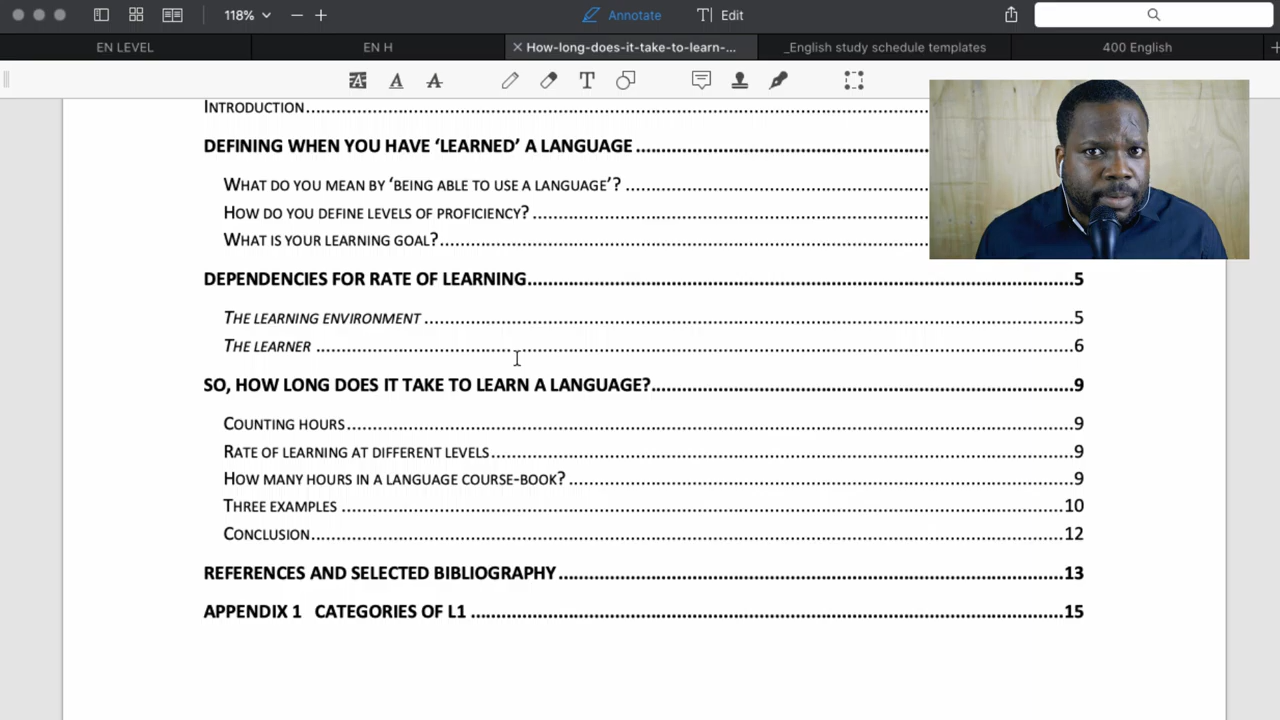 118%
Annotate
T Edit
EN LEVEL
EN H
How-long-does-it-take-to-learn-...
_English study schedule templates
400 English
INTRODUCTION
DEFINING WHEN YOU HAVE ‘LEARNED’ A LANGUAGE
WHAT DO YOU MEAN BY ‘BEING ABLE TO USE A LANGUAGE’?
HOW DO YOU DEFINE LEVELS OF PROFICIENCY?
WHAT IS YOUR LEARNING GOAL?
DEPENDENCIES FOR RATE OF LEARNING 5
THE LEARNING ENVIRONMENT 5
THE LEARNER 6
SO, HOW LONG DOES IT TAKE TO LEARN A LANGUAGE? 9
COUNTING HOURS 9
RATE OF LEARNING AT DIFFERENT LEVELS 9
HOW MANY HOURS IN A LANGUAGE COURSE-BOOK? 9
THREE EXAMPLES 10
CONCLUSION 12
REFERENCES AND SELECTED BIBLIOGRAPHY 13
APPENDIX 1 CATEGORIES OF L1 15